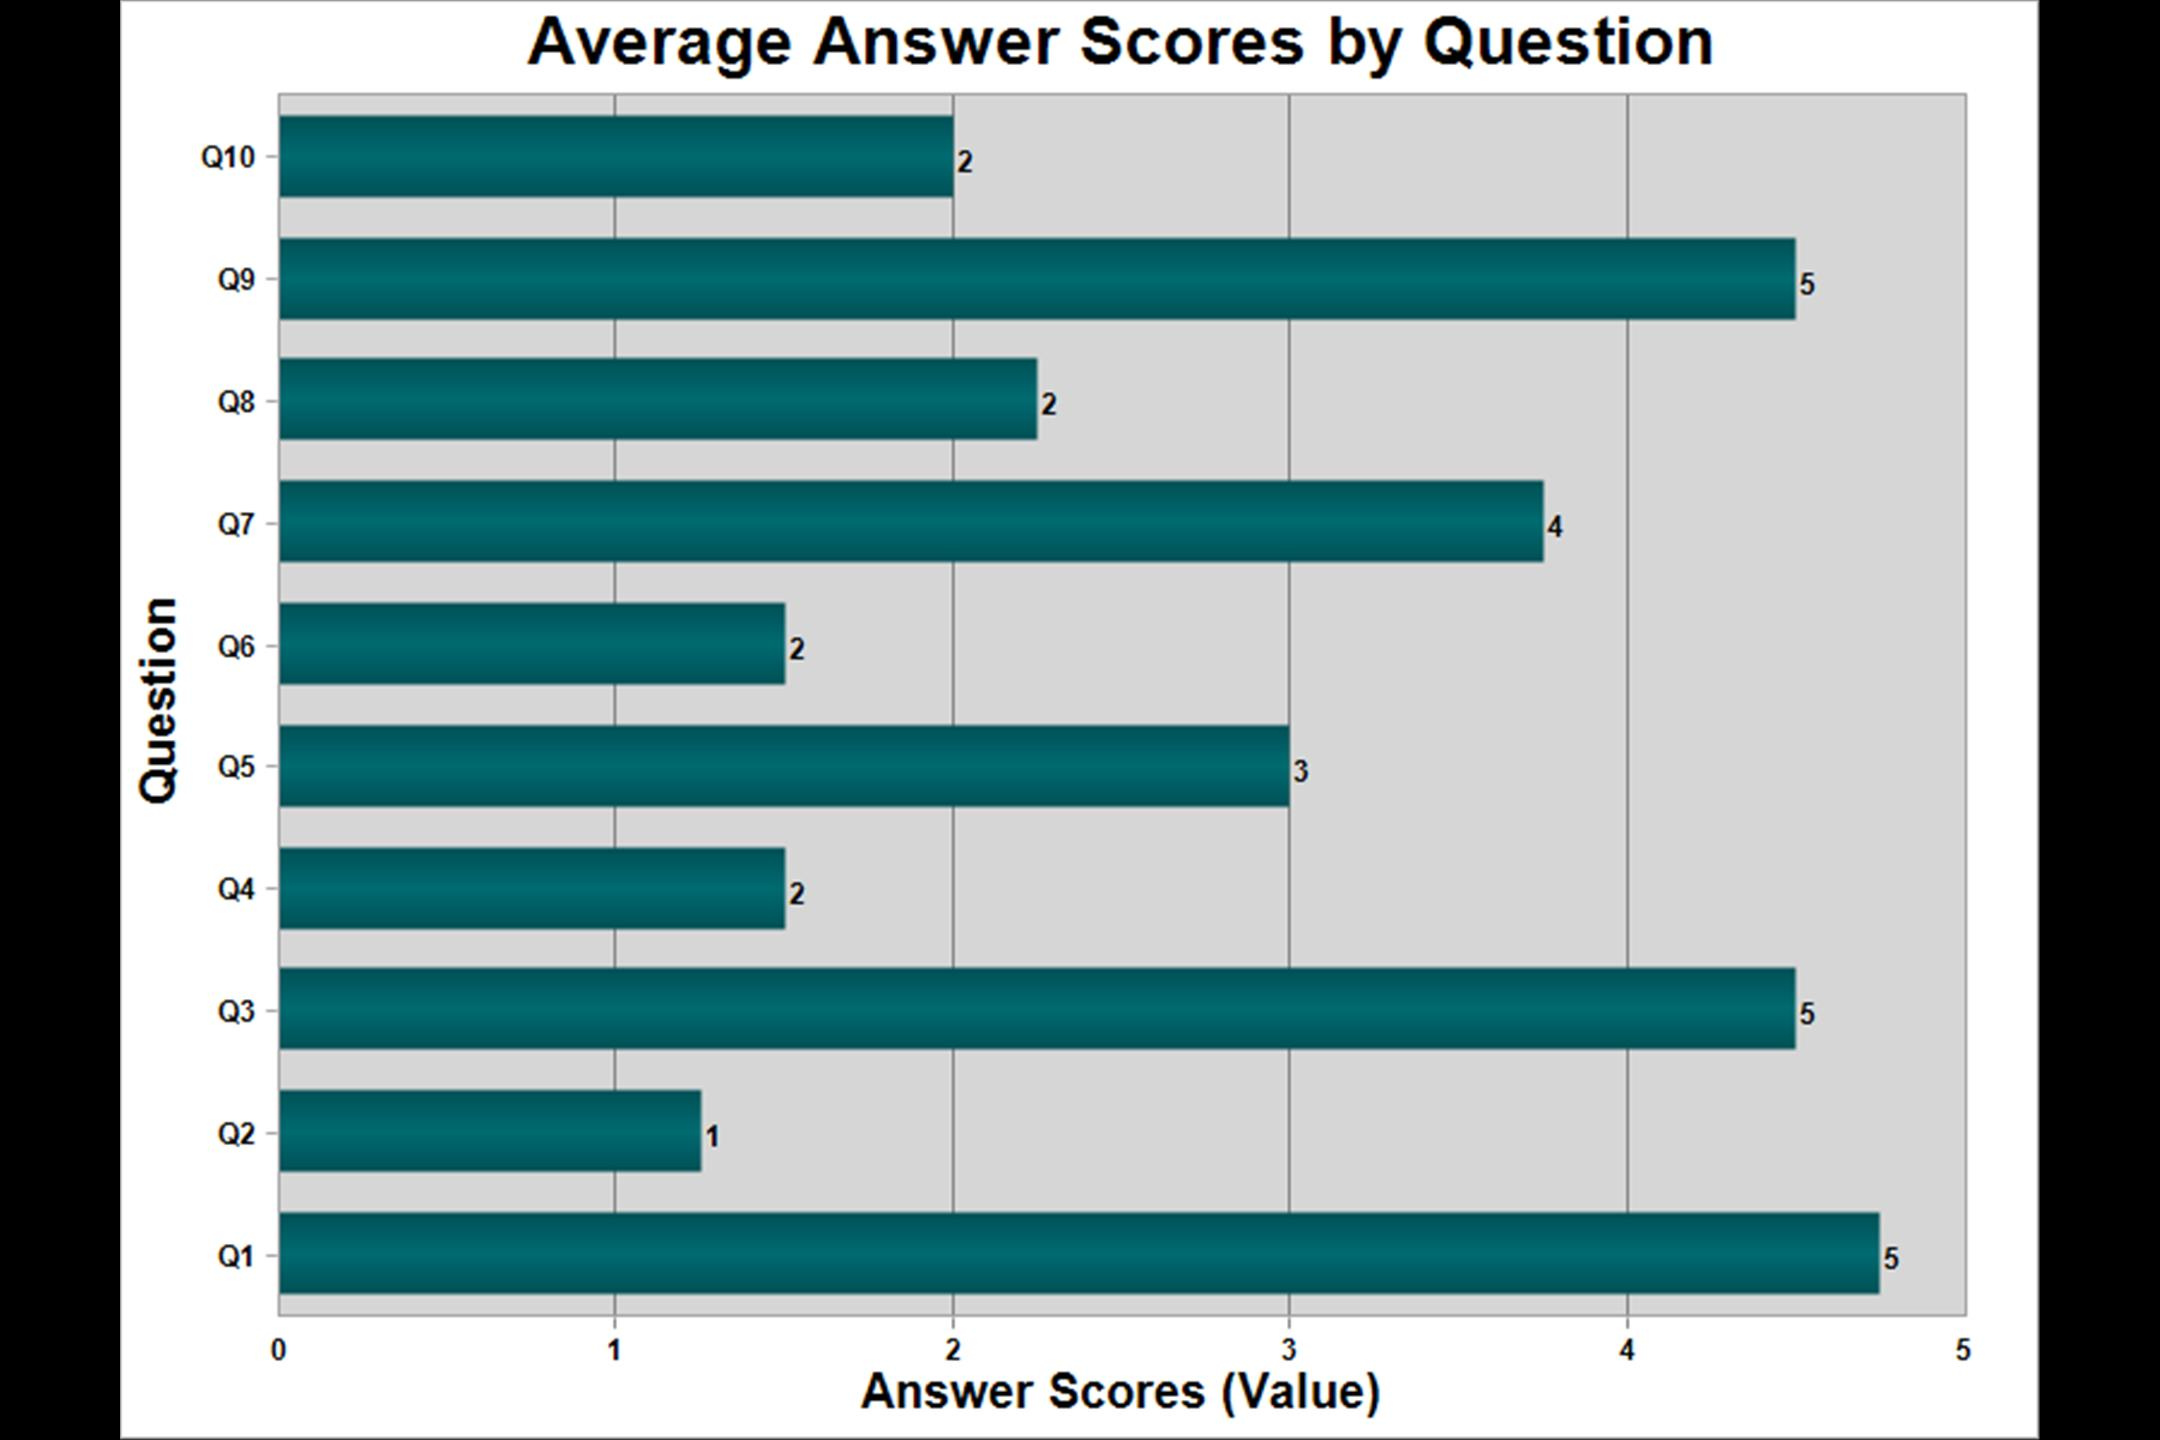 Average Answer Scores by Question
Q10
2
Q9
5
Q8
2
Q7
4
Q6
2
Question
Q5
3
Q4
2
Q3
5
Q2
1
Q1
5
0 1 2 3 4 5
Answer Scores (Value)